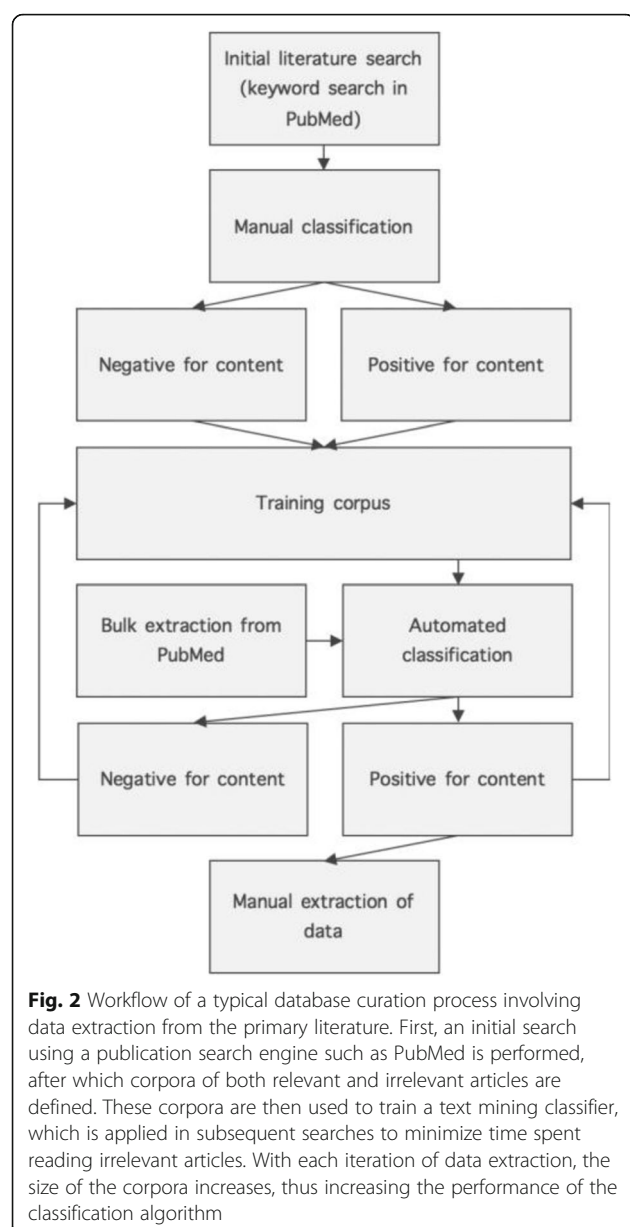 Initial literature search
(keyword search in
PubMed)
Manual classification
Negative for content
Positive for content
Training corpus
Bulk extraction from
PubMed
Automated
classification
Negative for content
Positive for content
Manual extraction of
data
Fig. 2 Workflow of a typical database curation process involving
data extraction from the primary literature. First, an initial search
using a publication search engine such as PubMed is performed,
after which corpora of both relevant and irrelevant articles are
defined. These corpora are then used to train a text mining classifier,
which is applied in subsequent searches to minimize time spent
reading irrelevant articles. With each iteration of data extraction, the
size of the corpora increases, thus increasing the performance of the
classification algorithm